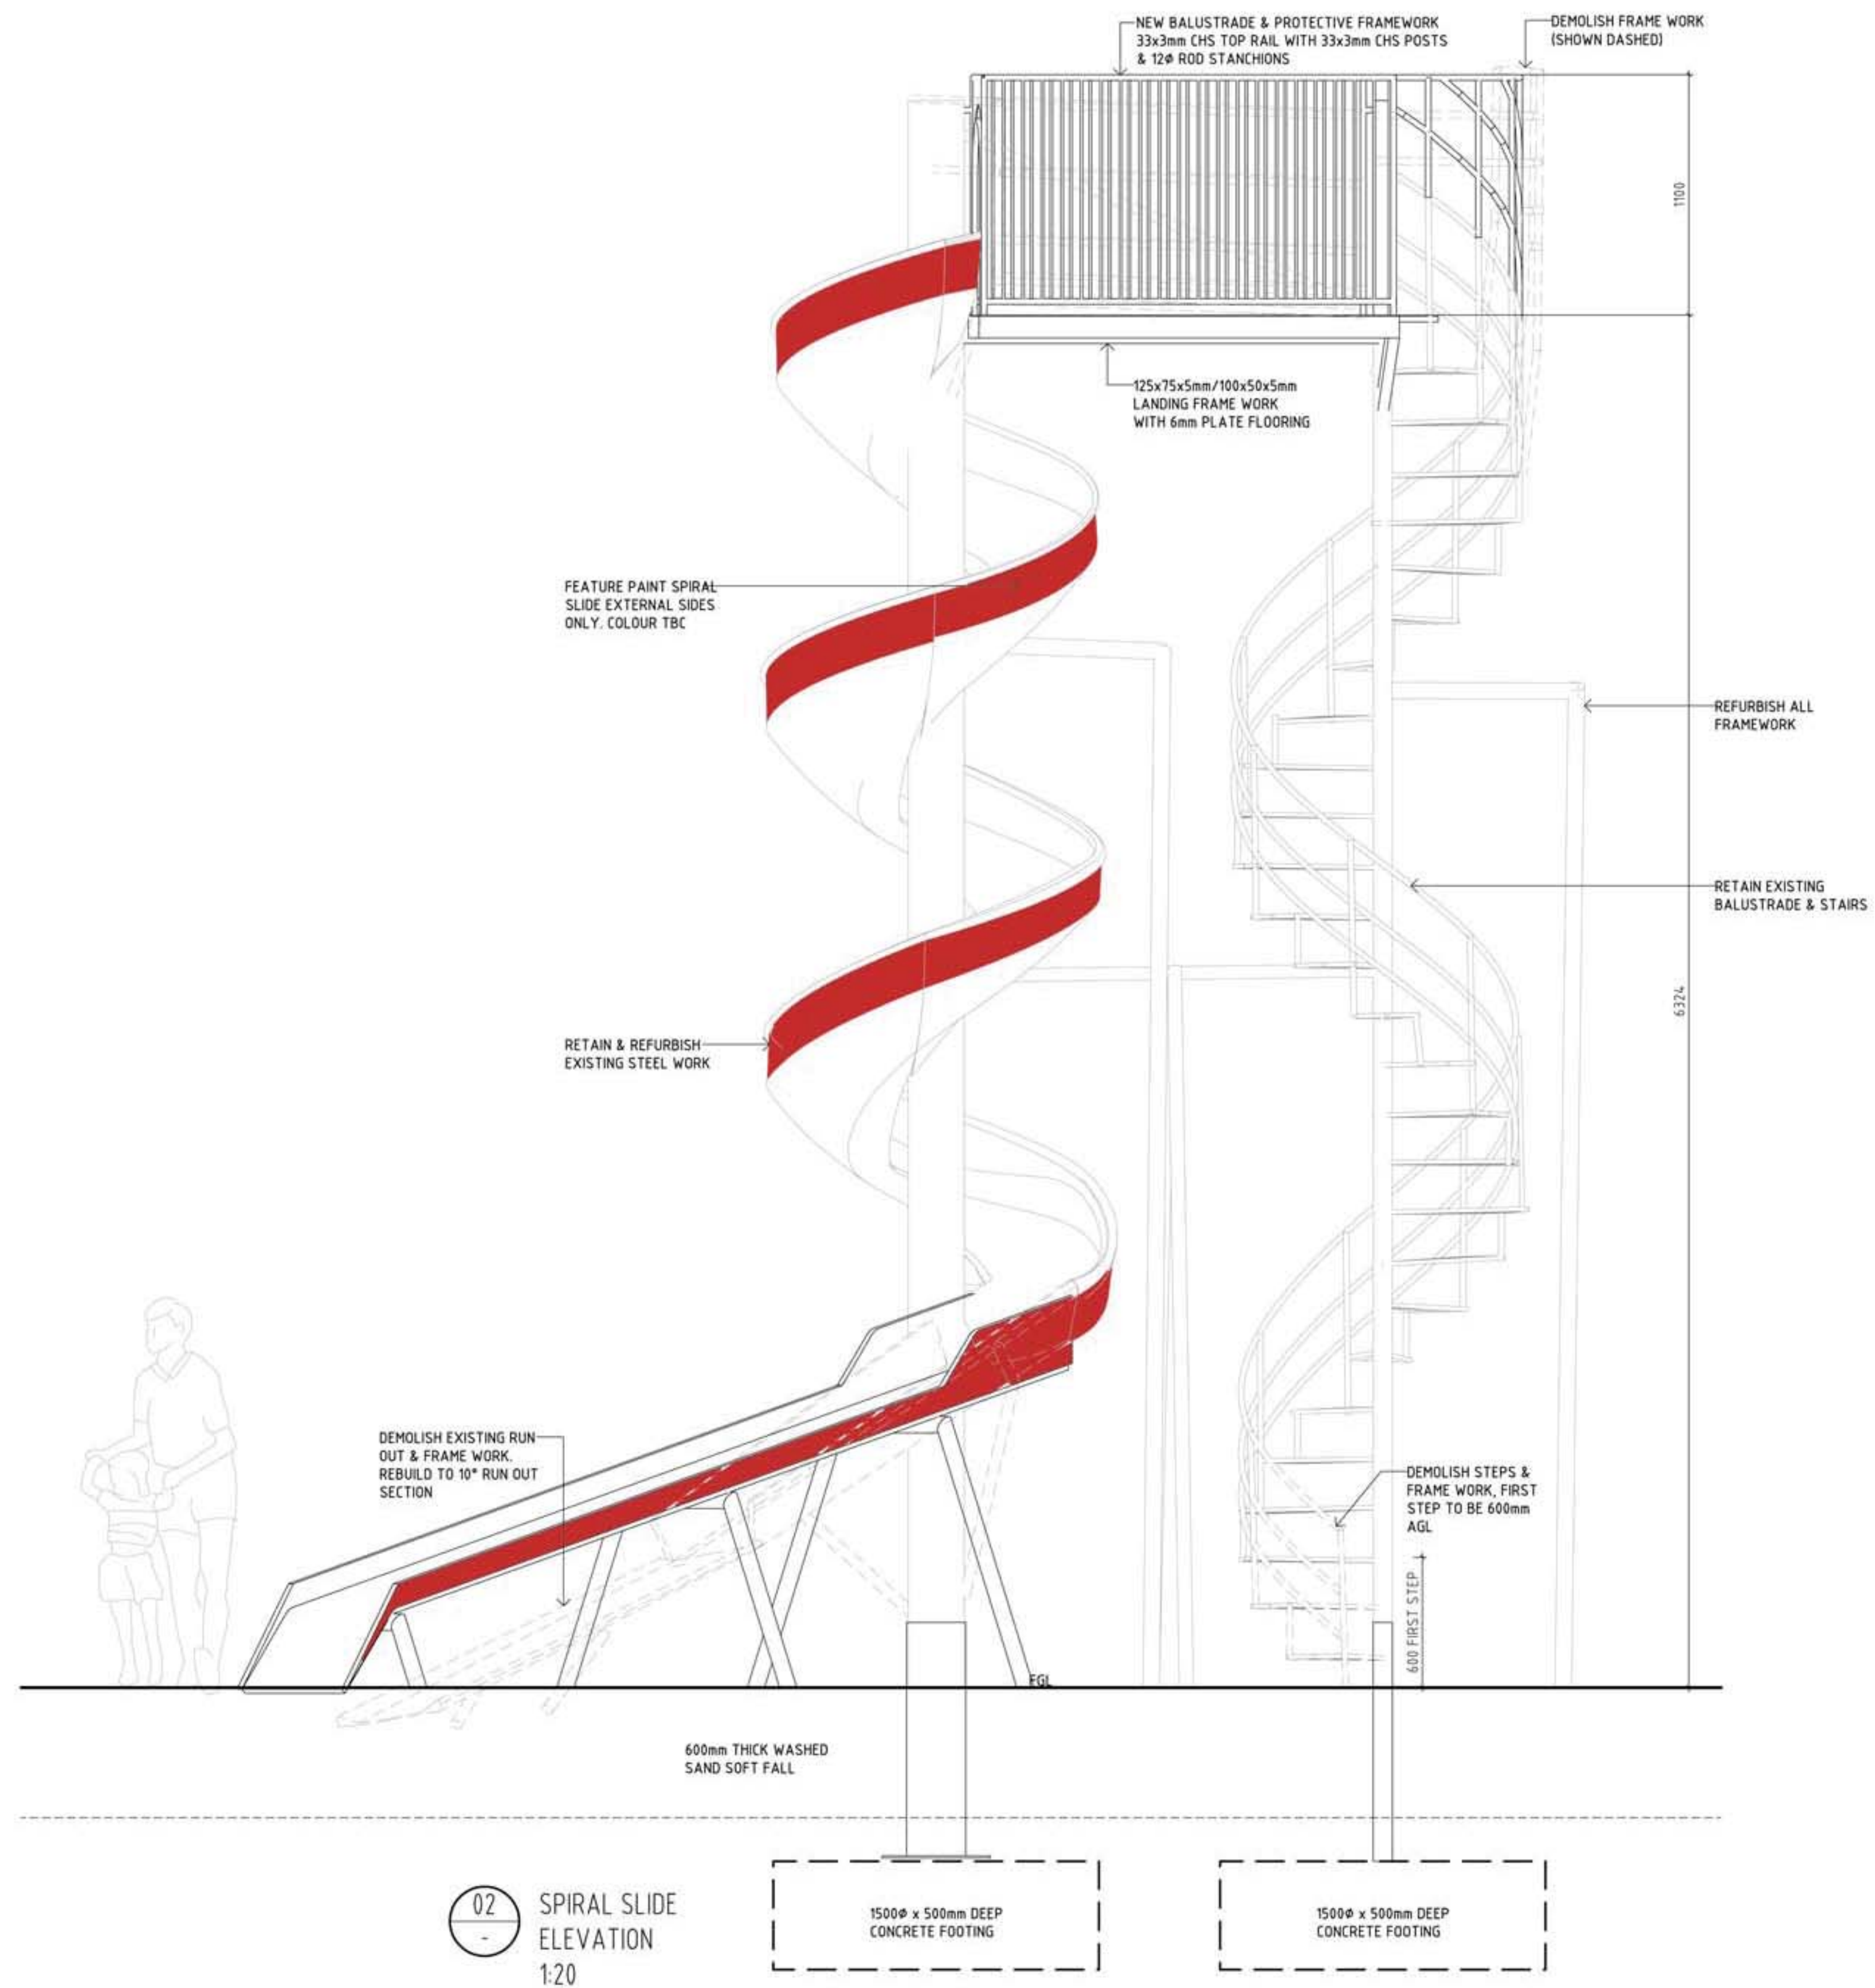 NEW BALUSTRADE & PROTECTIVE FRAMEWORK
33x3mm CHS TOP RAIL WITH 33x3mm CHS POSTS
& 12ø ROD STANCHIONS
DEMOLISH FRAME WORK
(SHOWN DASHED)
1100
125x75x5mm/100x50x5mm
LANDING FRAME WORK
WITH 6mm PLATE FLOORING
FEATURE PAINT SPIRAL
SLIDE EXTERNAL SIDES
ONLY. COLOUR TBC
REFURBISH ALL
FRAMEWORK
RETAIN EXISTING
BALUSTRADE & STAIRS
6324
RETAIN & REFURBISH
EXISTING STEEL WORK
DEMOLISH EXISTING RUN
OUT & FRAME WORK.
REBUILD TO 10° RUN OUT
SECTION
DEMOLISH STEPS &
FRAME WORK, FIRST
STEP TO BE 600mm
AGL
600 FIRST STEP
FGL
600mm THICK WASHED
SAND SOFT FALL
02
-
SPIRAL SLIDE
ELEVATION
1:20
1500ø x 500mm DEEP
CONCRETE FOOTING
1500ø x 500mm DEEP
CONCRETE FOOTING